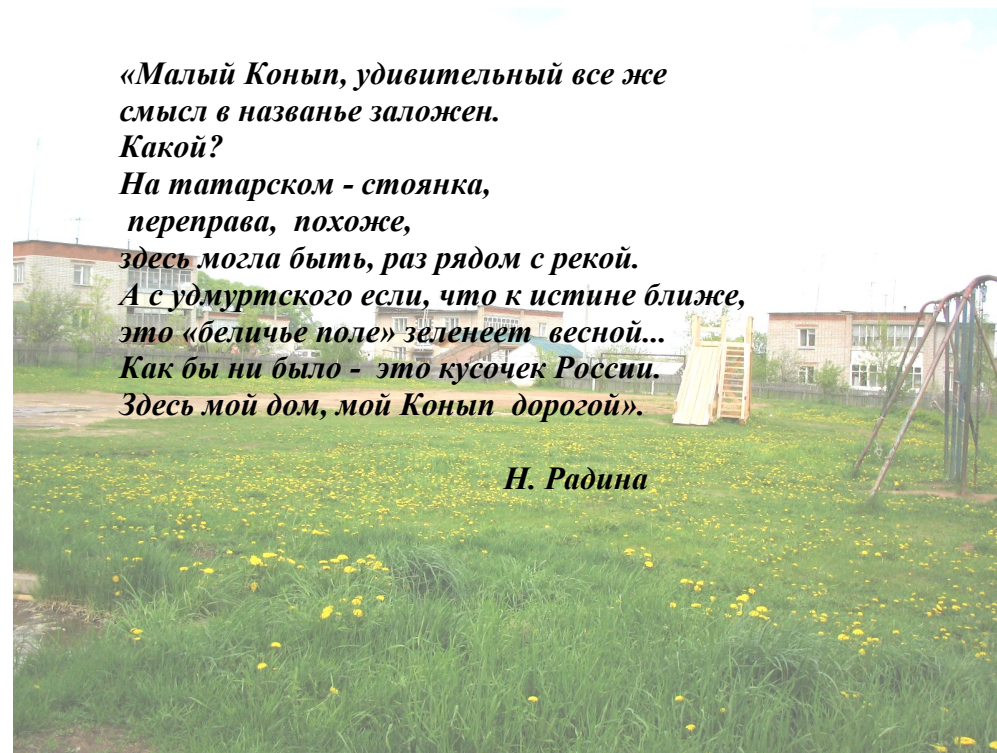 «Малый Конып, удивительный все же
смысл в названье заложен.
Какой?
На татарском - стоянка,
переправа, похоже,
здесь могла быть, раз рядом с рекой.
А с удмуртского если, что к истине ближе,
это «беличье поле» зеленеет весной...
Как бы ни было - это кусочек России.
Здесь мой дом, мой Конып дорогой».
Н. Радина